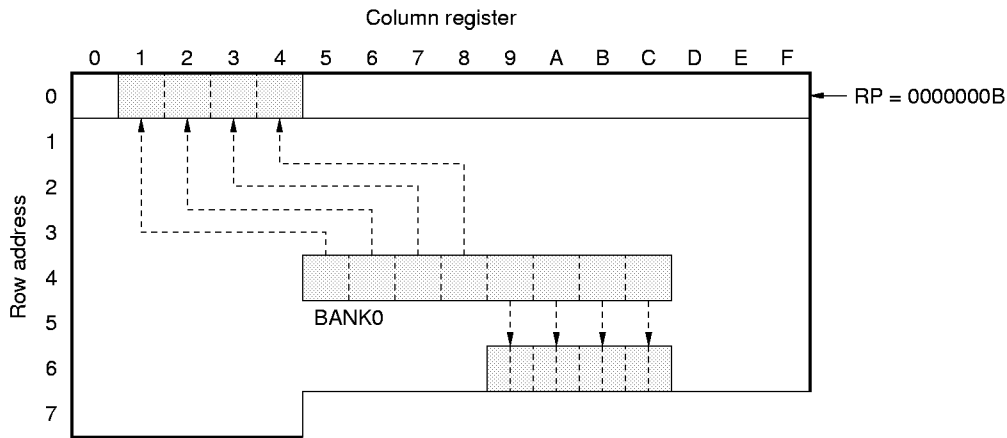 Column register
0 1 2 3 4 5 6 7 8 9 A B C D E F
0
RP = 0000000B
1
2
3
4
BANK0
5
6
7
Row address